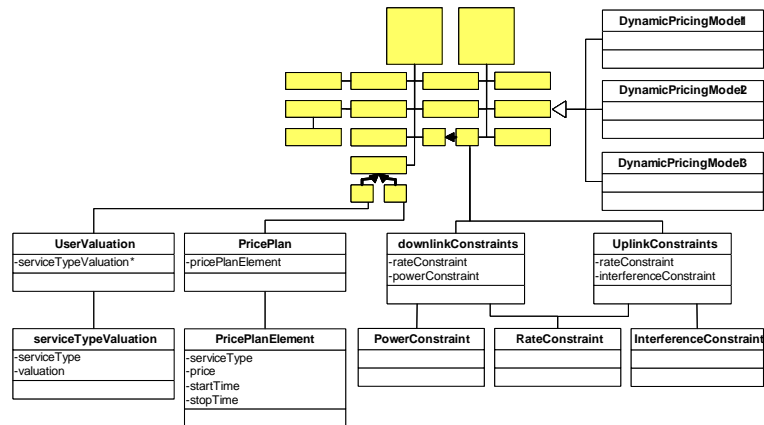 DynamicPricingModel1
DynamicPricingModel2
DynamicPricingModel3
UserValuation
-serviceTypeValuation*
PricePlan
-pricePlanElement
downlinkConstraints
-rateConstraint
-powerConstraint
UplinkConstraints
-rateConstraint
-interferenceConstraint
serviceTypeValuation
-serviceType
-valuation
PricePlanElement
-serviceType
-price
-startTime
-stopTime
PowerConstraint
RateConstraint
InterferenceConstraint